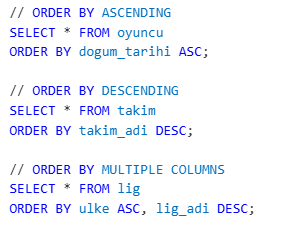 // ORDER BY ASCENDING
SELECT * FROM oyuncu
ORDER BY dogum_tarihi ASC;
// ORDER BY DESCENDING
SELECT * FROM takim
ORDER BY takim_adi DESC;
// ORDER BY MULTIPLE COLUMNS
SELECT * FROM lig
ORDER BY ulke ASC, lig_adi DESC;